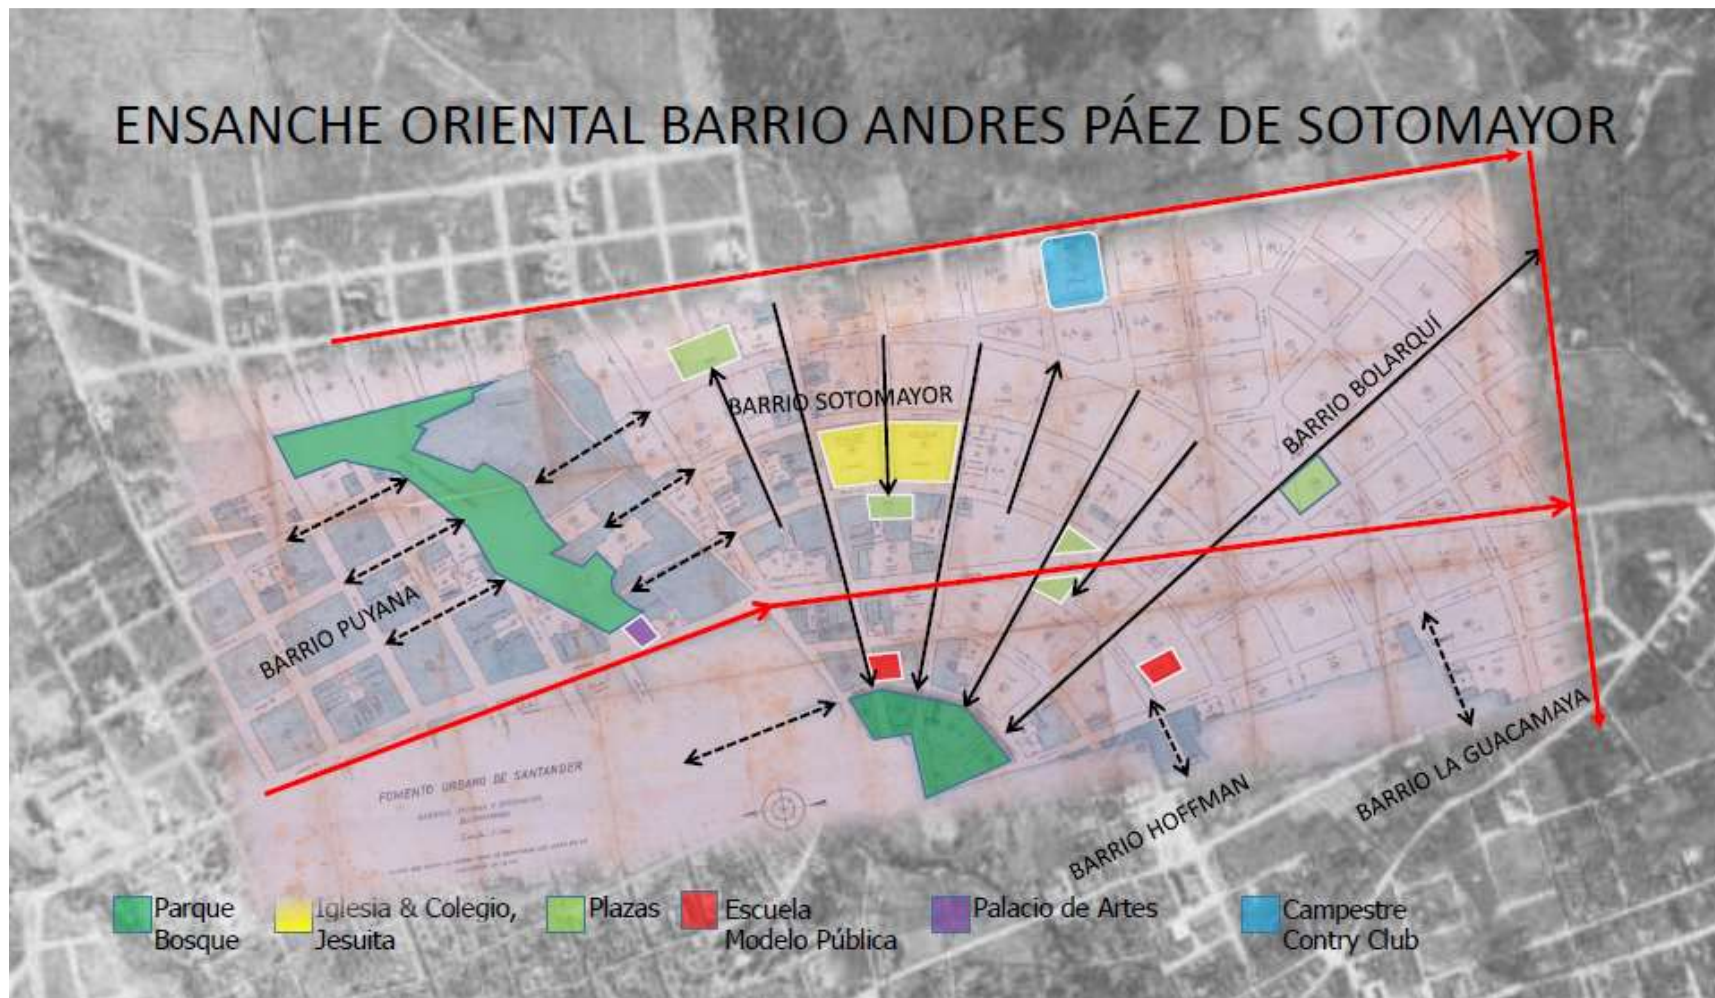 ENSANCHE ORIENTAL BARRIO ANDRES PÁEZ DE SOTOMAYOR
BARRIO SOTOMAYOR
BARRIO BOLARQUÍ
BARRIO PUYANA
FOMENTO URBANO DE SANTANDER
BARRIO HOFFMAN
BARRIO LA GUACAMAYA
Parque
Bosque
Iglesia & Colegio,
Jesuita
Plazas
Escuela
Modelo Pública
Palacio de Artes
Campestre
Contry Club